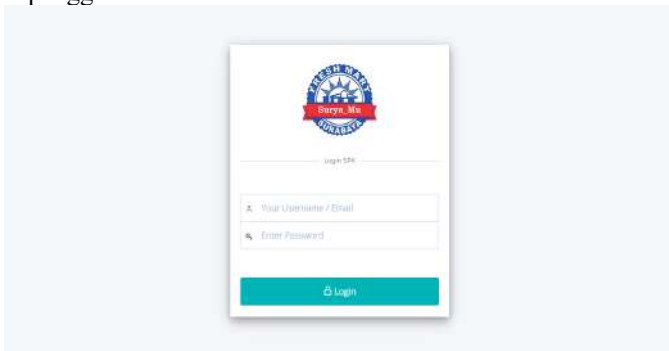 FRESH MART
Surya_Mu
SURABAYA
Login SPK
Your Username / Email
Enter Password
Login